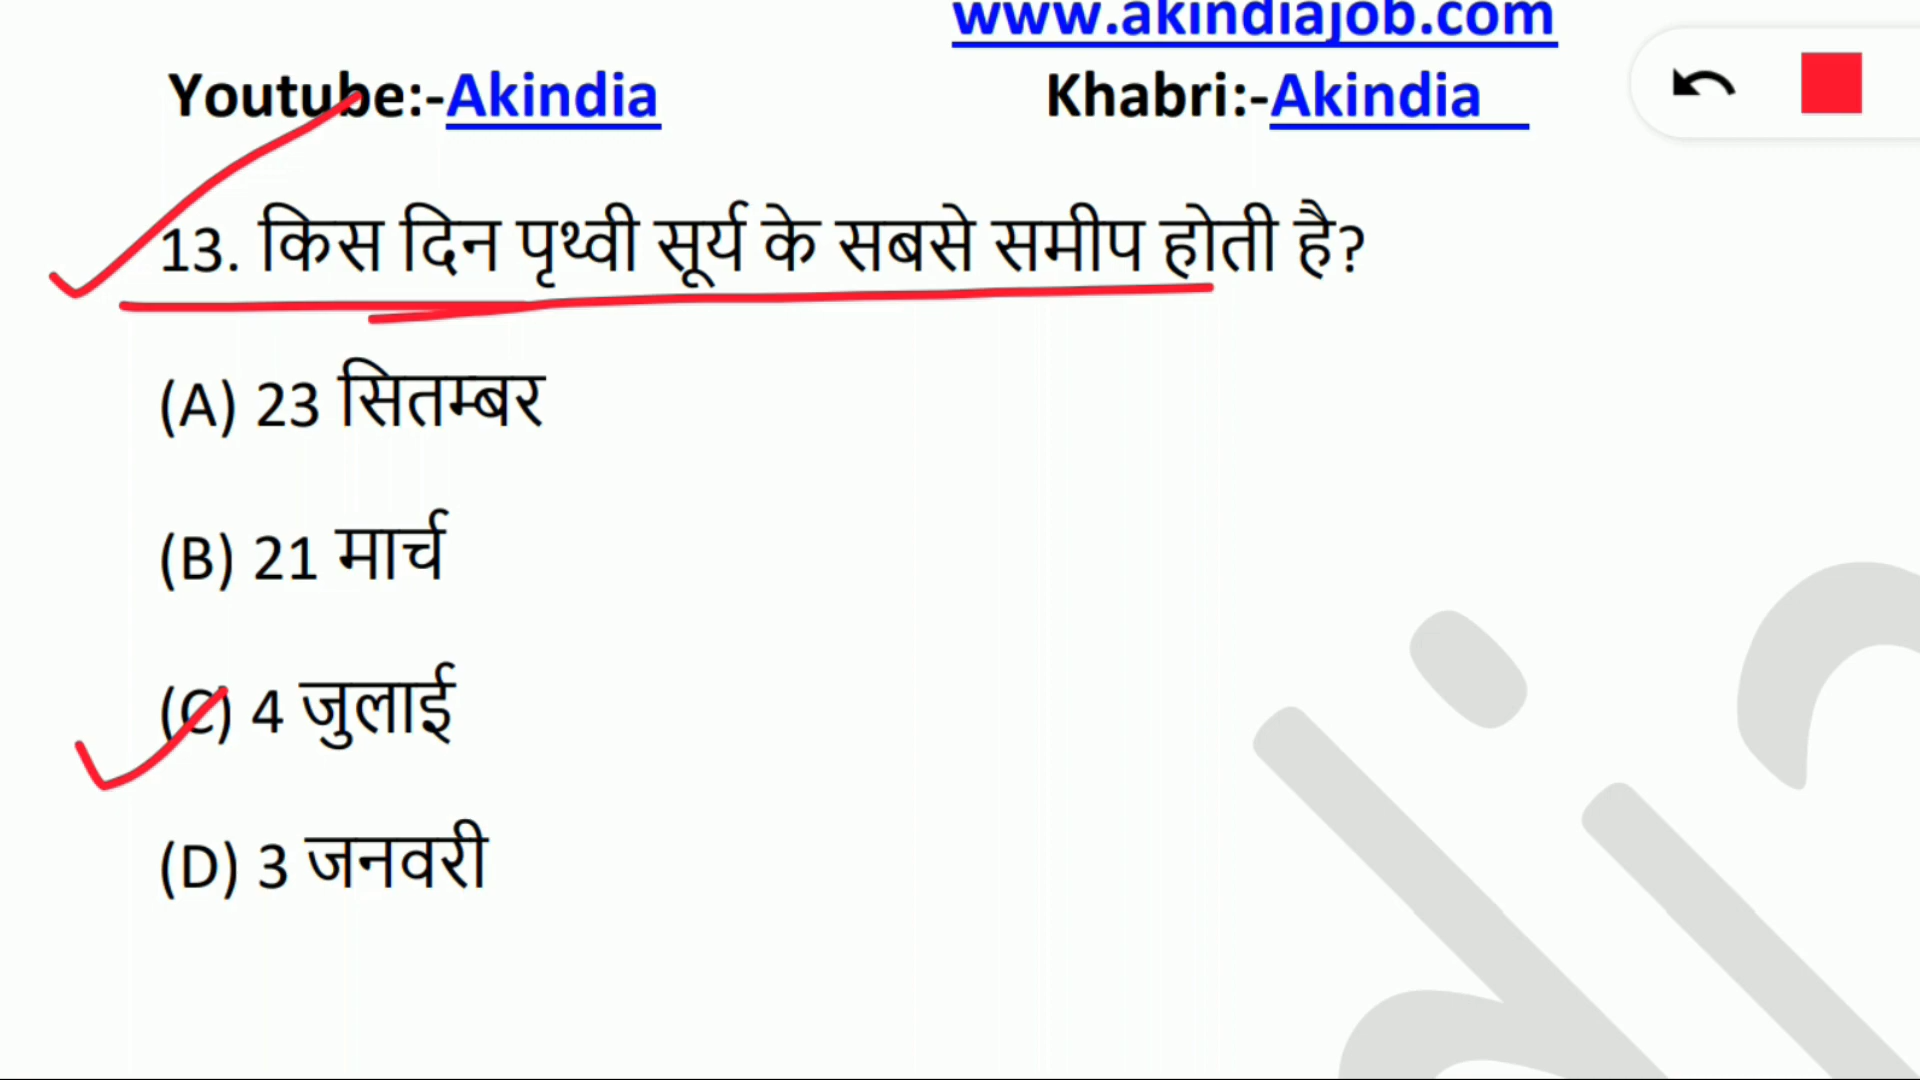 www.akindiajob.com
Youtube:-Akindia Khabri:-Akindia
13. किस दिन पृथ्वी सूर्य के सबसे समीप होती है?
(A) 23 सितम्बर
(B) 21 मार्च
(C) 4 जुलाई
(D) 3 जनवरी